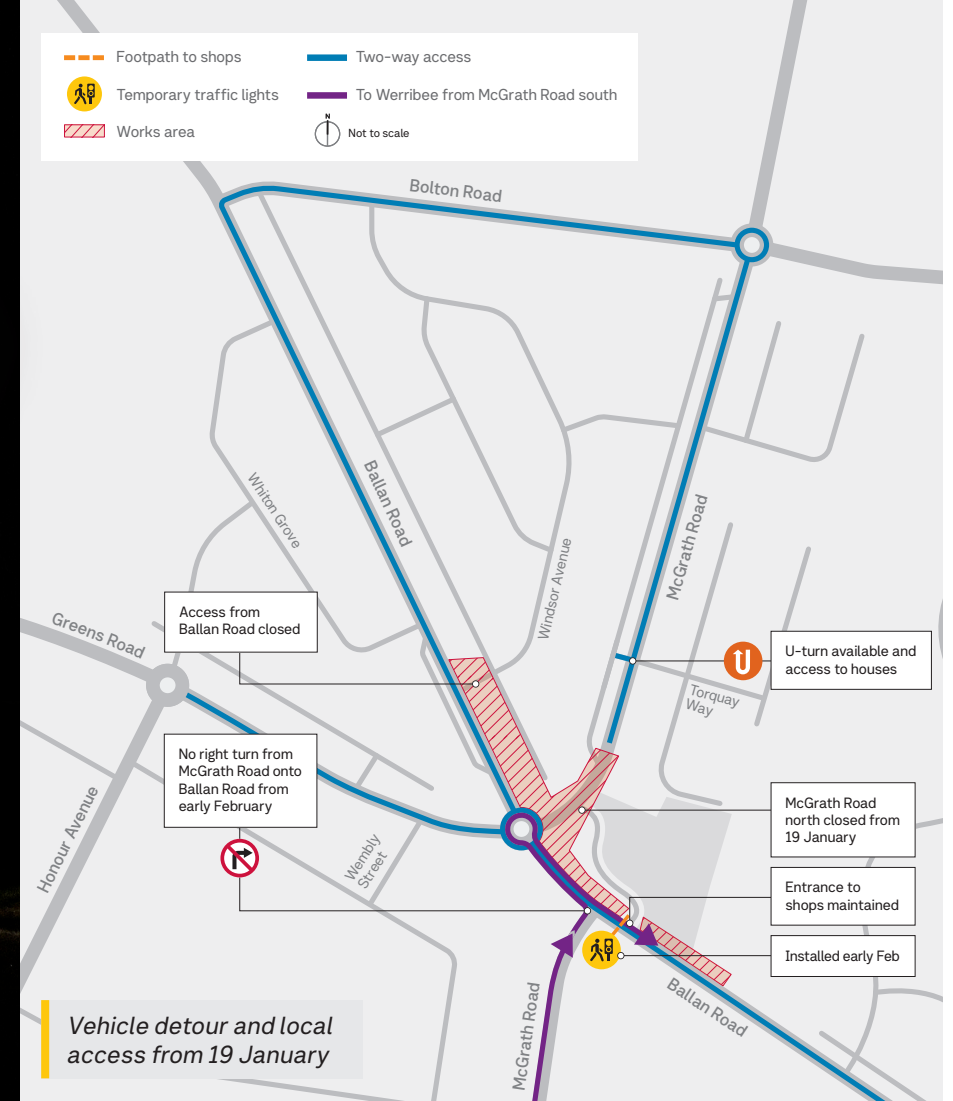 Footpath to shops
Two-way access
Temporary traffic lights
To Werribee from McGrath Road south
Works area
N
Not to scale
Bolton Road
Ballan Road
Whiton Grove
McGrath Road
Windsor Avenue
Access from
Ballan Road closed
Greens Road
U-turn available and
access to houses
Torquay
Way
No right turn from
McGrath Road onto
Ballan Road from
early February
McGrath Road
north closed from
19 January
Honour Avenue
Wembly
Street
Entrance to
shops maintained
Installed early Feb
Ballan Road
McGrath Road
Vehicle detour and local
access from 19 January